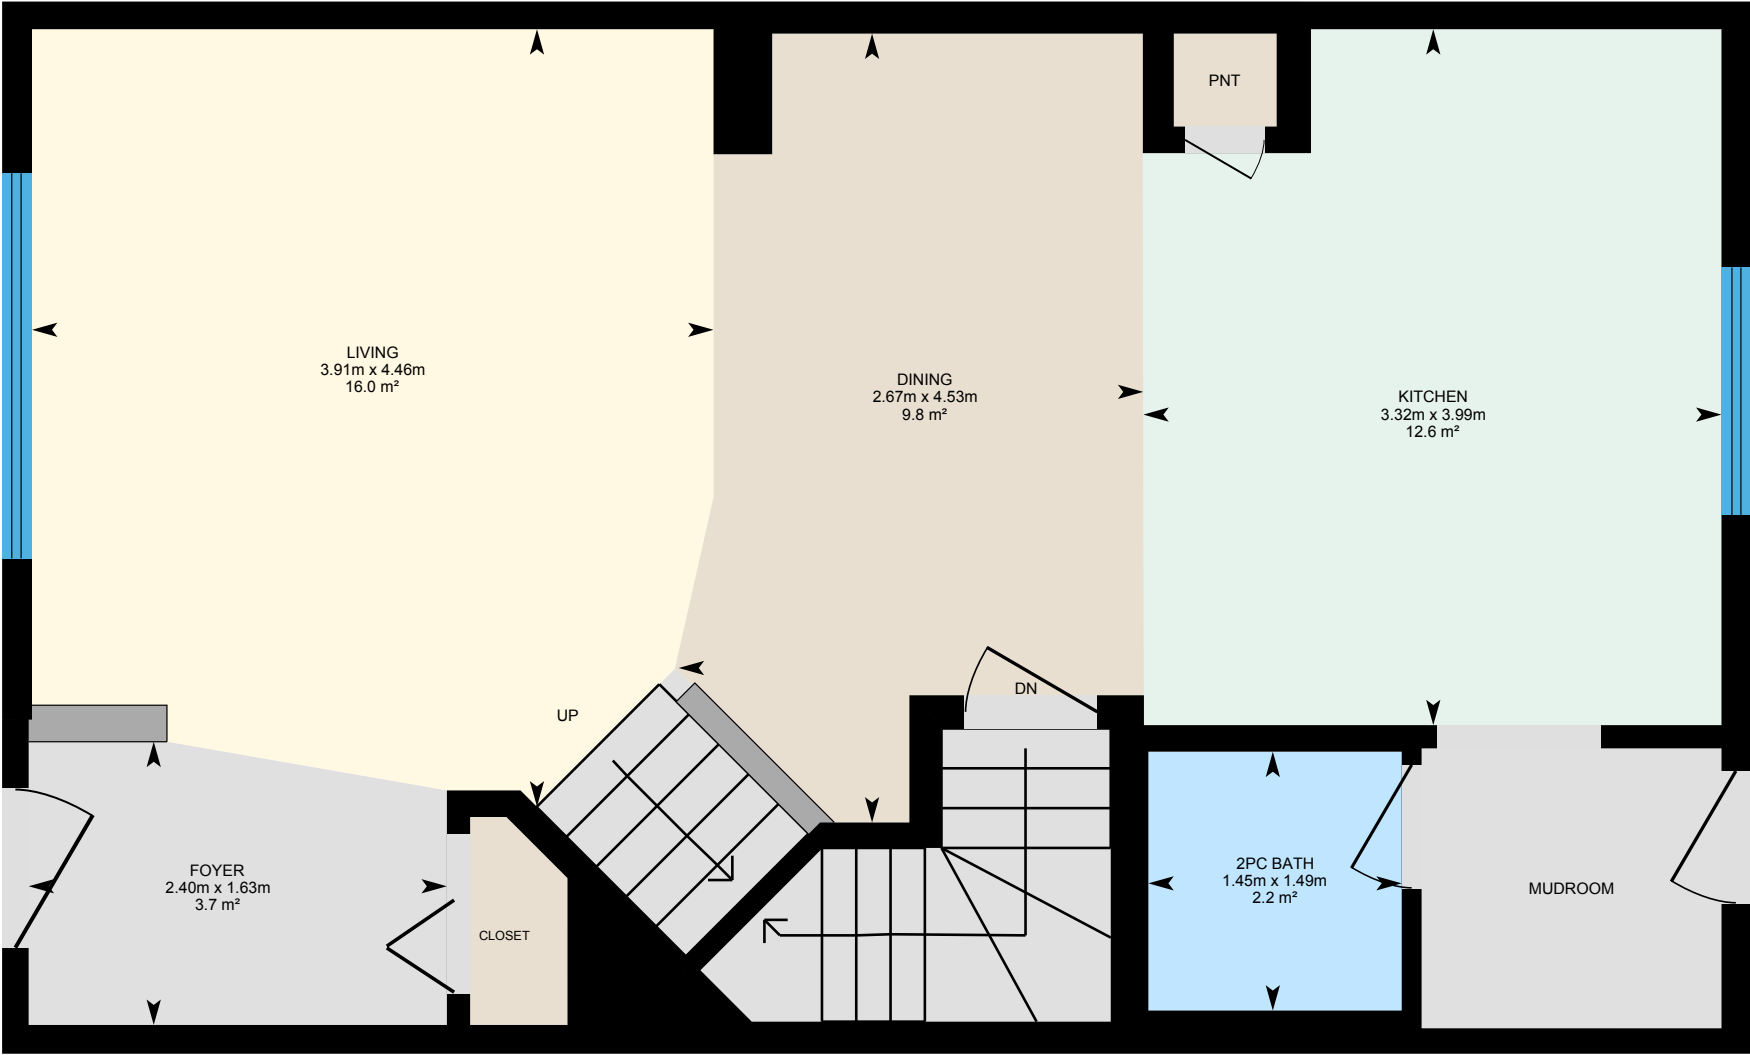 PNT
LIVING
3.91m x 4.46m
16.0 m²
DINING
2.67m x 4.53m
9.8 m²
KITCHEN
3.32m x 3.99m
12.6 m²
DN
UP
FOYER
2.40m x 1.63m
3.7 m²
CLOSET
2PC BATH
1.45m x 1.49m
2.2 m²
MUDROOM